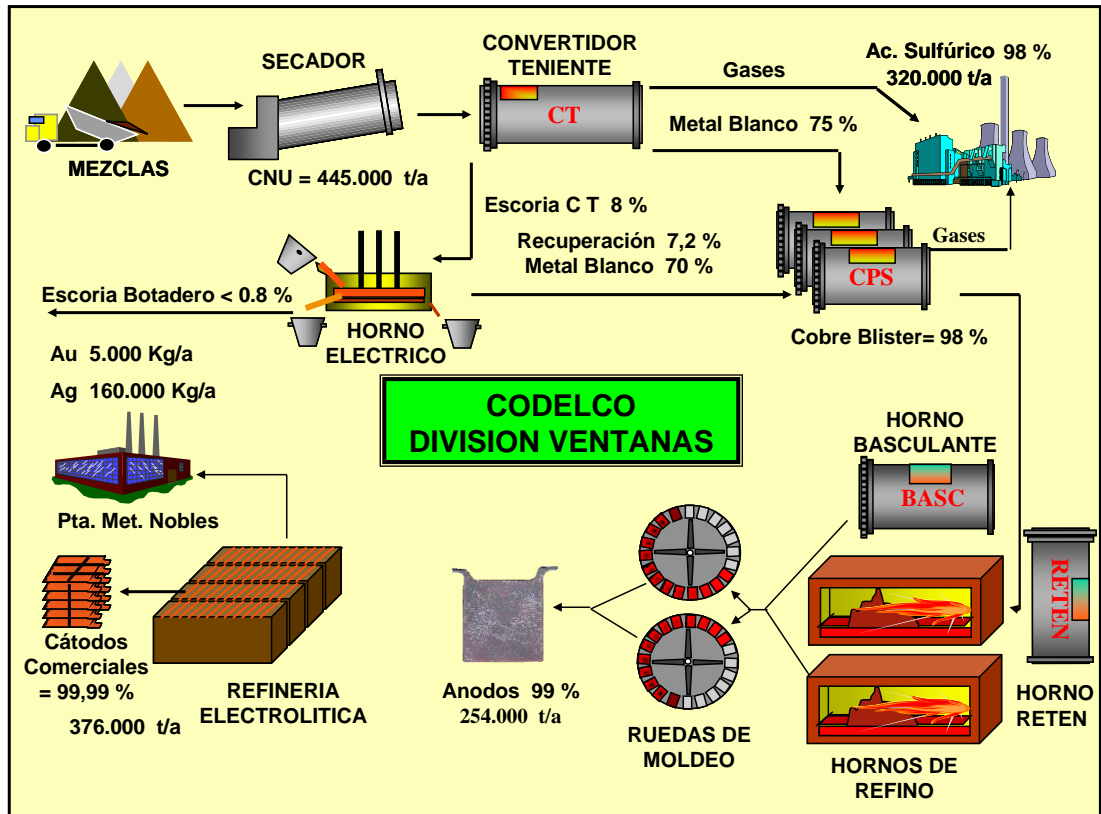 MEZCLAS
SECADOR
CNU = 445.000 t/a
CONVERTIDOR
TENIENTE
CT
Gases
Metal Blanco 75 %
Ac. Sulfúrico 98 %
320.000 t/a
Escoria C T 8 %
Recuperación 7,2 %
Metal Blanco 70 %
CPS
Gases
Cobre Blister= 98 %
Escoria Botadero < 0.8 %
HORNO
ELECTRICO
Au 5.000 Kg/a
Ag 160.000 Kg/a
Pta. Met. Nobles
CODELCO
DIVISION VENTANAS
HORNO
BASCULANTE
BASC
RETEN
HORNO
RETEN
HORNOS DE
REFINO
RUEDAS DE
MOLDEO
Anodos 99 %
254.000 t/a
REFINERIA
ELECTROLITICA
Cátodos
Comerciales
= 99,99 %
376.000 t/a